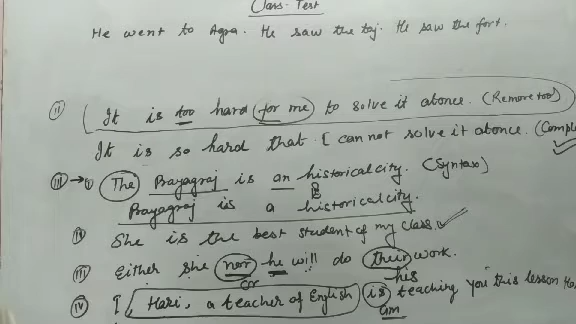 Class-Test
He went to Agra. He saw the taj. He saw the fort.
(ii) It is too hard for me to solve it atonce. (Remove too)
It is so hard that I can not solve it atonce. (Comple
(iii) → (i) The Prayagraj is an historical city. (Syntax)
Prayagraj is a historical city.
(ii) She is the best student of my class.
(iii) Either she nor he will do their work.
or his
(iv) I, Hari, a teacher of English is teaching you this lesson
am